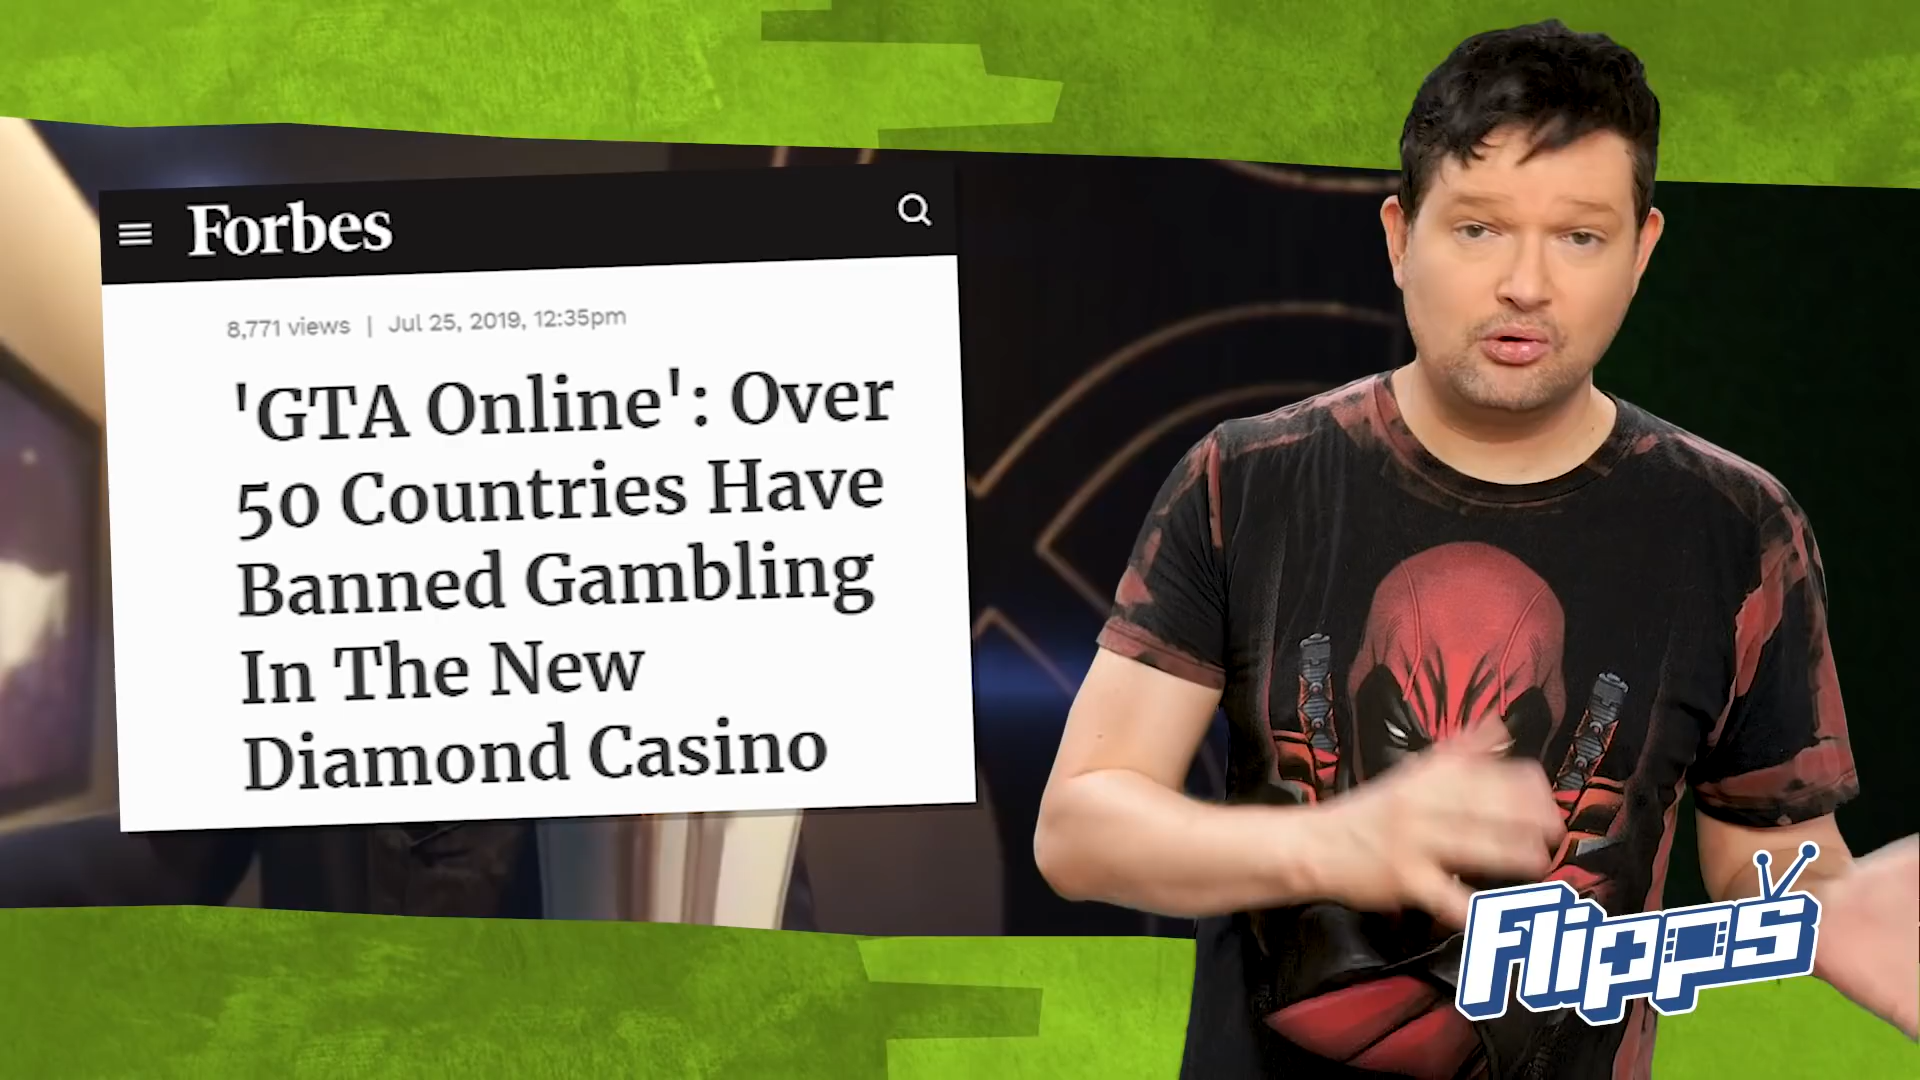 Forbes
8,771 views | Jul 25, 2019, 12:35pm
'GTA Online': Over
50 Countries Have
Banned Gambling
In The New
Diamond Casino
Flipps